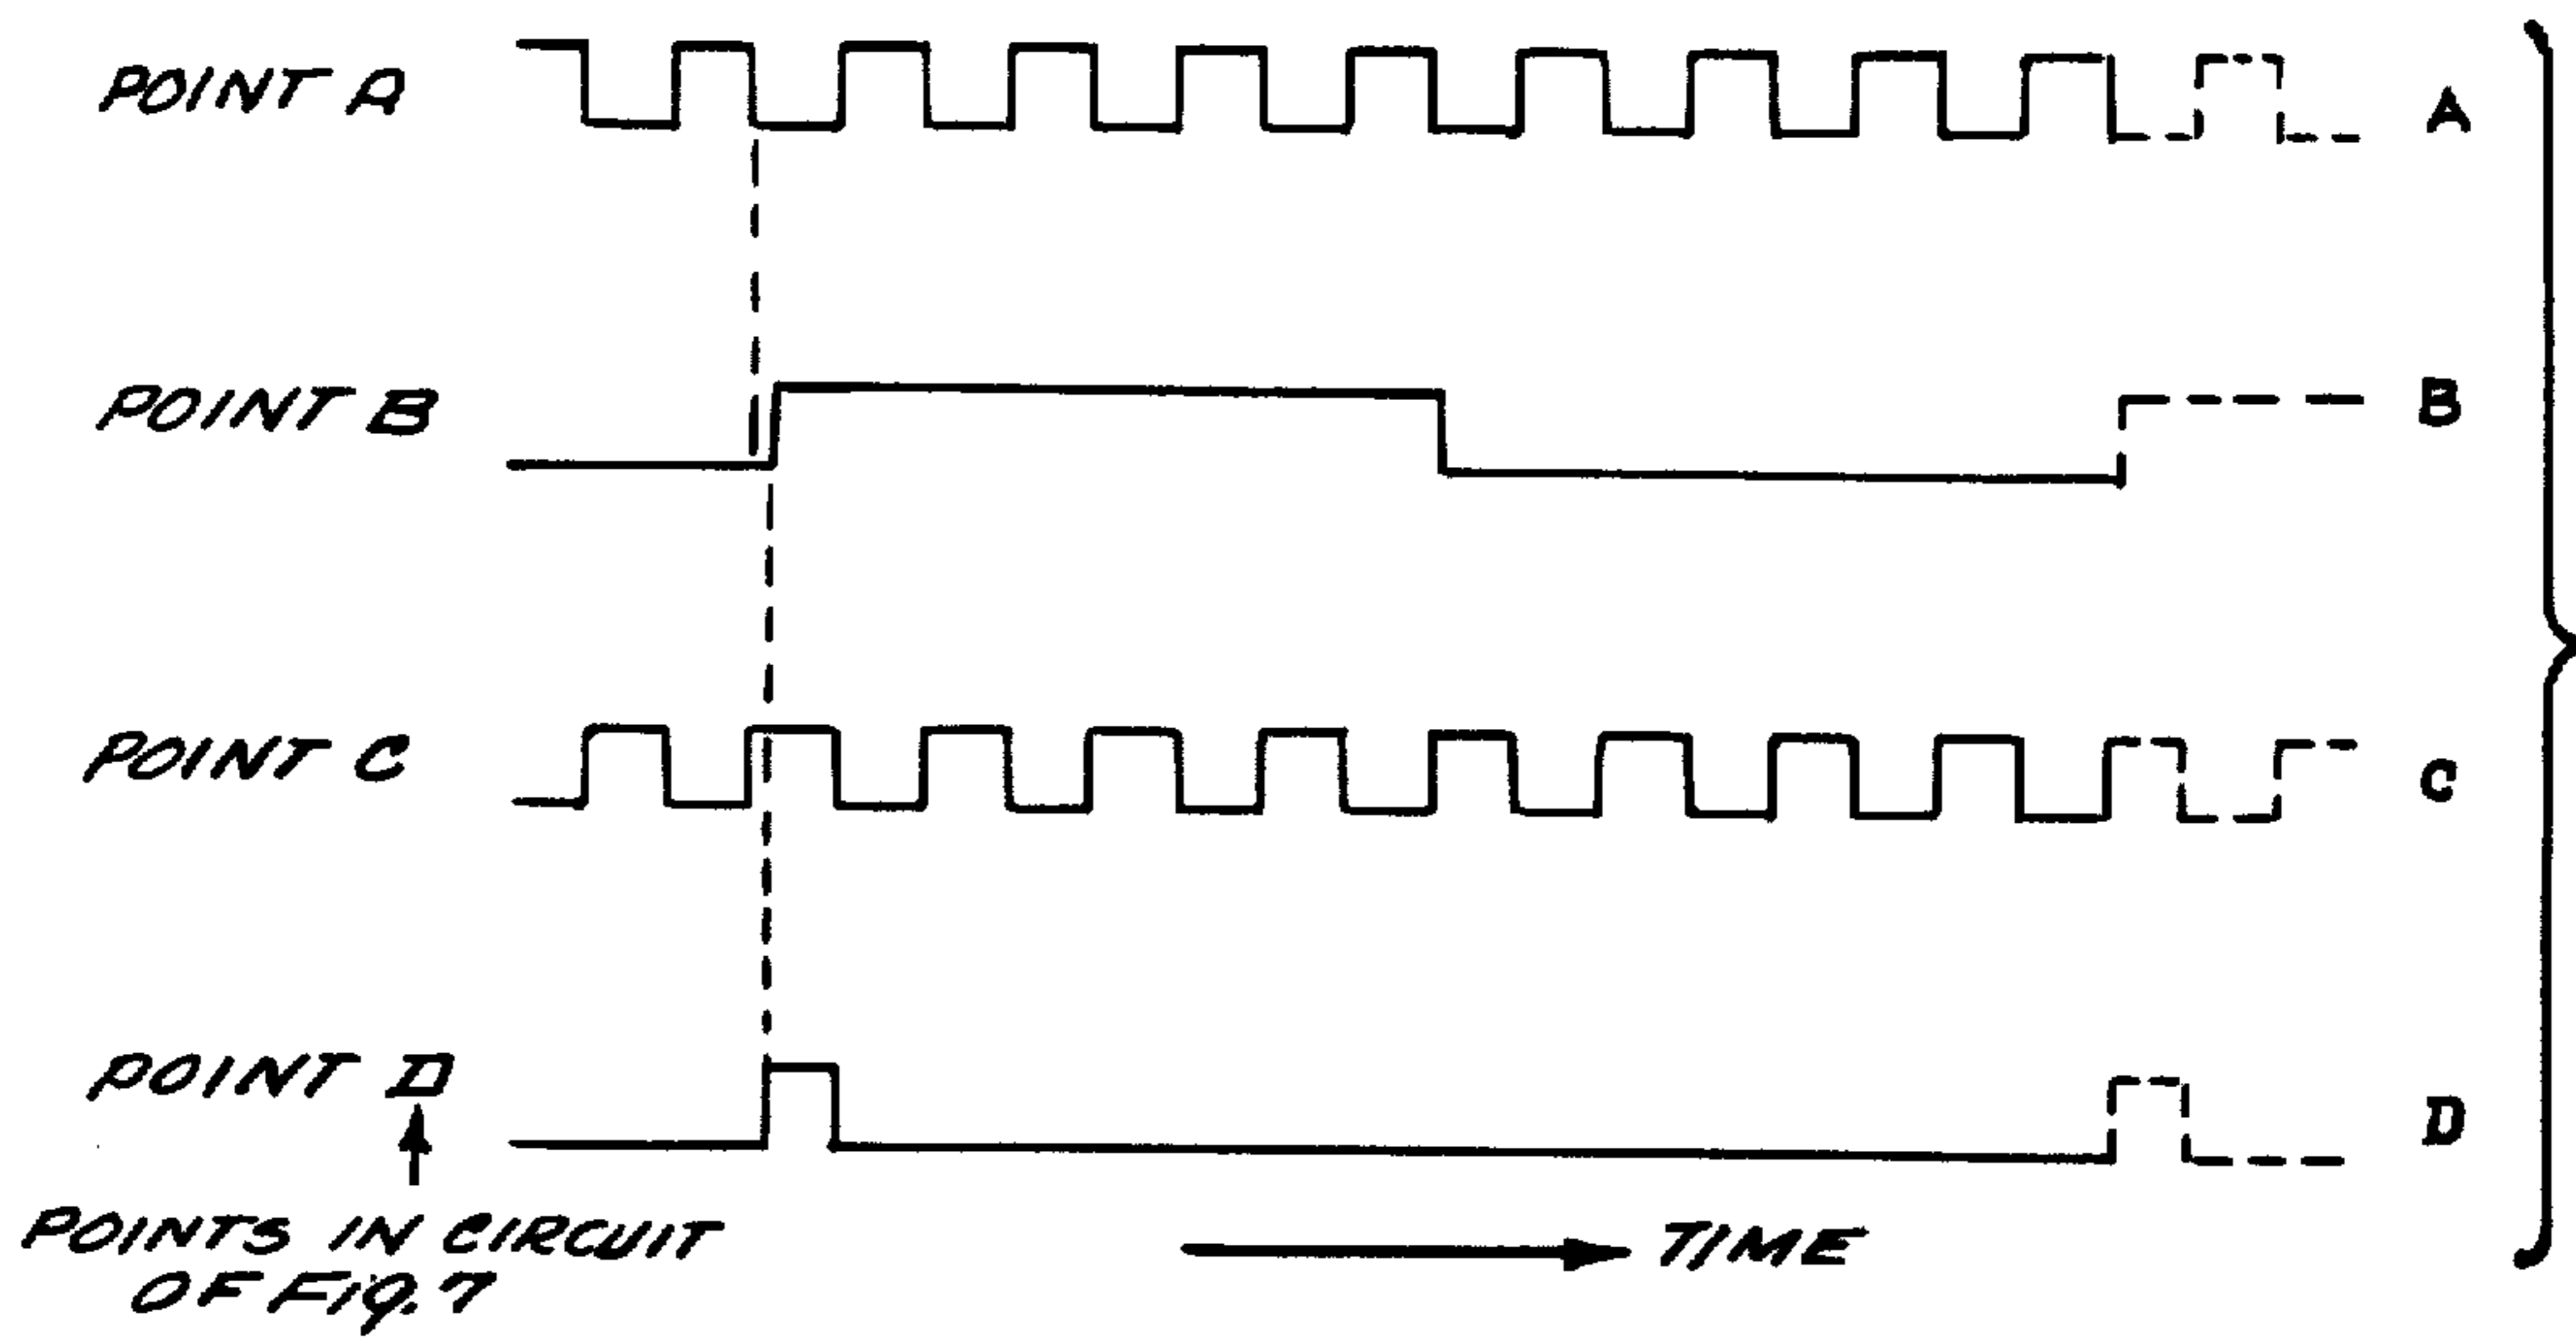 POINT A
A
POINT B
B
POINT C
C
POINT D
D
POINTS IN CIRCUIT
OF Fig. 7
TIME